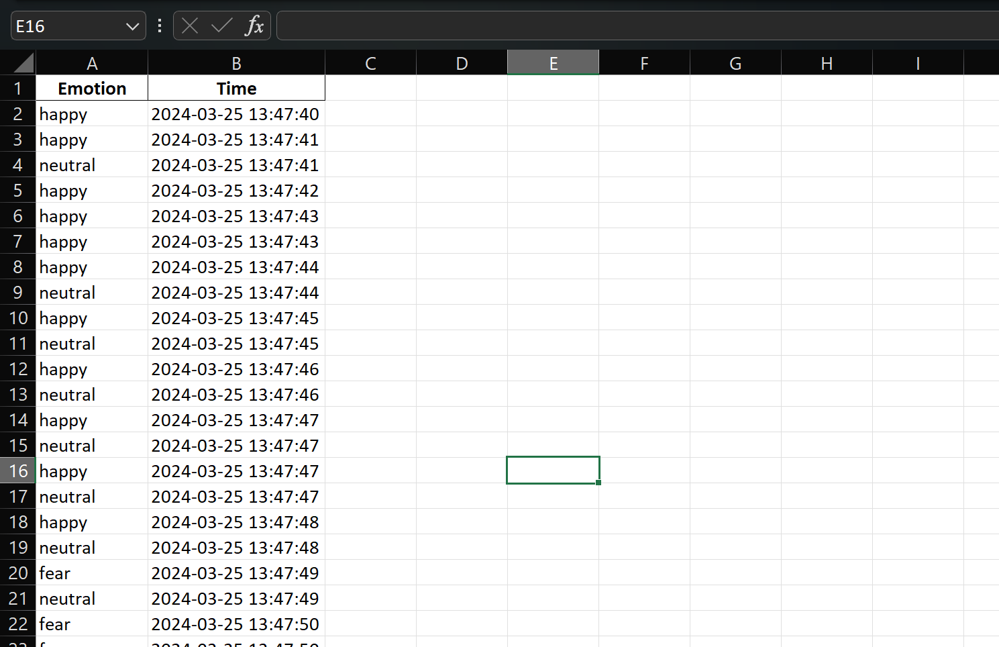 E16 fx
A B C D E F G H I
1 Emotion Time
2 happy 2024-03-25 13:47:40
3 happy 2024-03-25 13:47:41
4 neutral 2024-03-25 13:47:41
5 happy 2024-03-25 13:47:42
6 happy 2024-03-25 13:47:43
7 happy 2024-03-25 13:47:43
8 happy 2024-03-25 13:47:44
9 neutral 2024-03-25 13:47:44
10 happy 2024-03-25 13:47:45
11 neutral 2024-03-25 13:47:45
12 happy 2024-03-25 13:47:46
13 neutral 2024-03-25 13:47:46
14 happy 2024-03-25 13:47:47
15 neutral 2024-03-25 13:47:47
16 happy 2024-03-25 13:47:47
17 neutral 2024-03-25 13:47:47
18 happy 2024-03-25 13:47:48
19 neutral 2024-03-25 13:47:48
20 fear 2024-03-25 13:47:49
21 neutral 2024-03-25 13:47:49
22 fear 2024-03-25 13:47:50